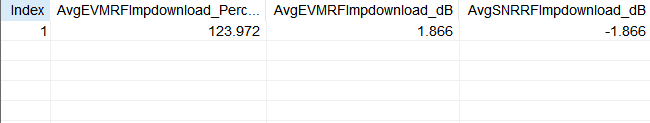 Index AvgEVMRFImpdownload_Perc... AvgEVMRFImpdownload_dB AvgSNRRFImpdownload_dB
1 123.972 1.866 -1.866